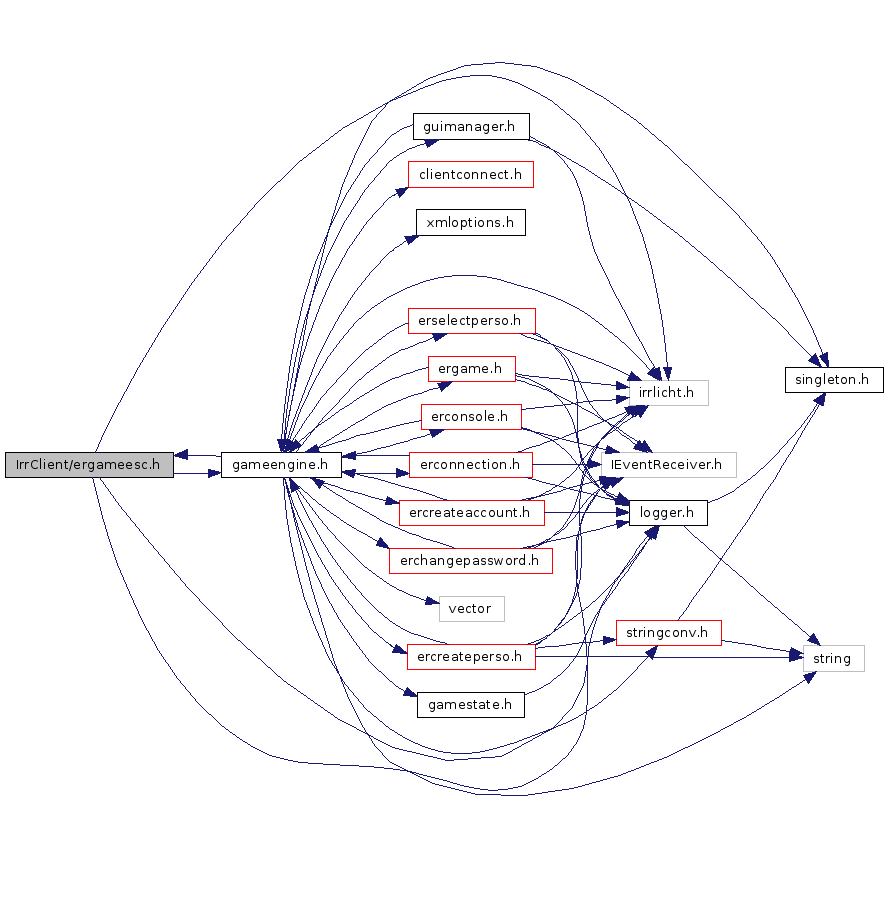 guimanager.h
clientconnect.h
xmloptions.h
erselectperso.h
ergame.h
singleton.h
irrlicht.h
erconsole.h
IrrClient/ergameesc.h
gameengine.h
erconnection.h
IEventReceiver.h
ercreateaccount.h
logger.h
erchangepassword.h
vector
stringconv.h
ercreateperso.h
string
gamestate.h